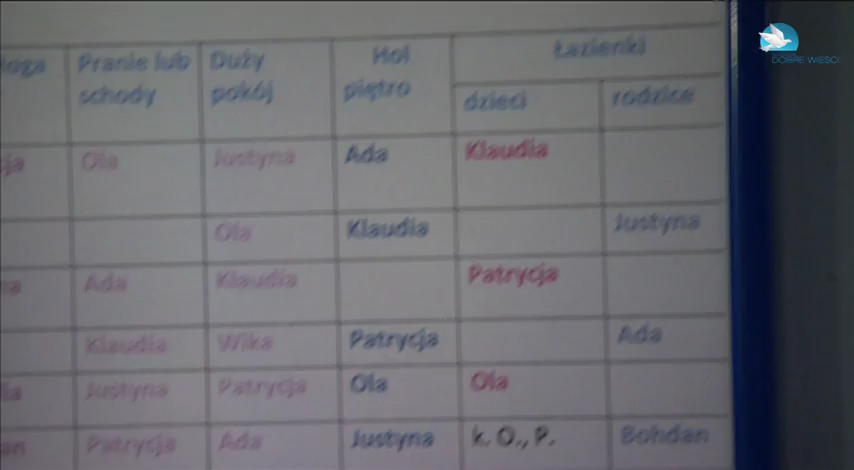 DOBRE WIEŚCI
Pranie lub Duży Hol Łazienki
schody pokój piętro dzieci rodzice
Ola Justyna Ada Klaudia
Ola Klaudia Justyna
Ada Klaudia Patrycja
Klaudia Wika Patrycja Ada
Justyna Patrycja Ola Ola
Patrycja Ada Justyna k. O., P. Bohdan